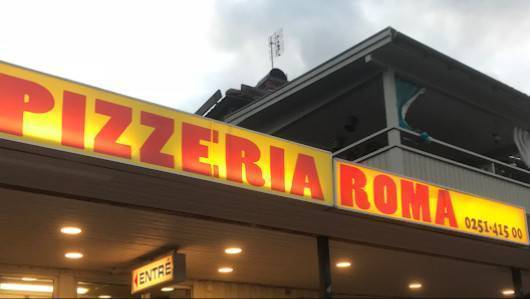 PIZZERIA ROMA
0251-415 00
ENTRÉ